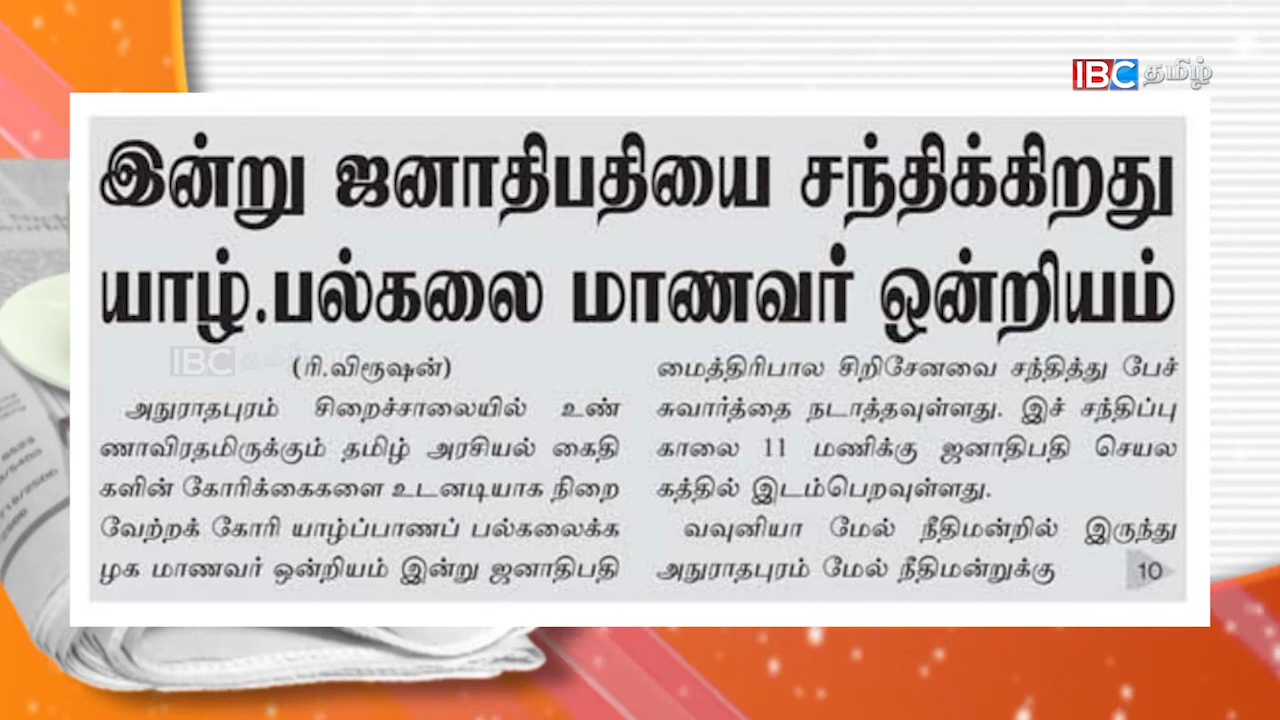 IBC தமிழ்
இன்று ஜனாதிபதியை சந்திக்கிறது
யாழ்.பல்கலை மாணவர் ஒன்றியம்
IBC தமிழ்
(ரி.விரூஷன்)
அநுராதபுரம் சிறைச்சாலையில் உண்
ணாவிரதமிருக்கும் தமிழ் அரசியல் கைதி
களின் கோரிக்கைகளை உடனடியாக நிறை
வேற்றக் கோரி யாழ்ப்பாணப் பல்கலைக்க
ழக மாணவர் ஒன்றியம் இன்று ஜனாதிபதி
மைத்திரிபால சிறிசேனவை சந்தித்து பேச்
சுவார்த்தை நடாத்தவுள்ளது. இச் சந்திப்பு
காலை 11 மணிக்கு ஜனாதிபதி செயல
கத்தில் இடம்பெறவுள்ளது.
வவுனியா மேல் நீதிமன்றில் இருந்து
அநுராதபுரம் மேல் நீதிமன்றுக்கு
10